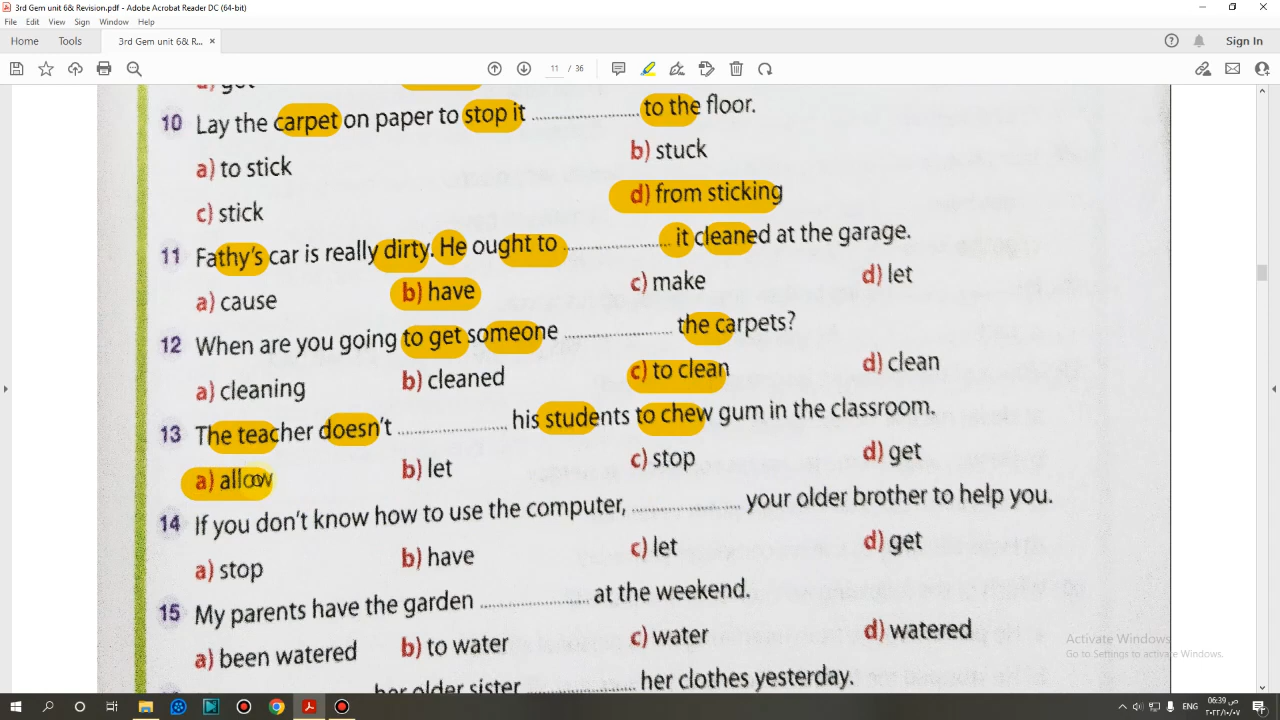 3rd Gem unit 6& Revision.pdf - Adobe Acrobat Reader DC (64-bit)
File Edit View Sign Window Help
Home Tools 3rd Gem unit 6& R... × Sign In
11 / 36
10 Lay the carpet on paper to stop it .................... to the floor.
a) to stick b) stuck
c) stick d) from sticking
11 Fathy's car is really dirty. He ought to .................... it cleaned at the garage.
a) cause b) have c) make d) let
12 When are you going to get someone .................... the carpets?
a) cleaning b) cleaned c) to clean d) clean
13 The teacher doesn't .................... his students to chew gum in the classroom.
a) allow b) let c) stop d) get
14 If you don't know how to use the computer, .................... your older brother to help you.
a) stop b) have c) let d) get
15 My parents have the garden .................... at the weekend.
a) been watered b) to water c) water d) watered
Activate Windows
Go to Settings to activate Windows.
her older sister .................... her clothes yesterday.
ENG 06:39 ص
٢٠٢٢/١٠/٠٧